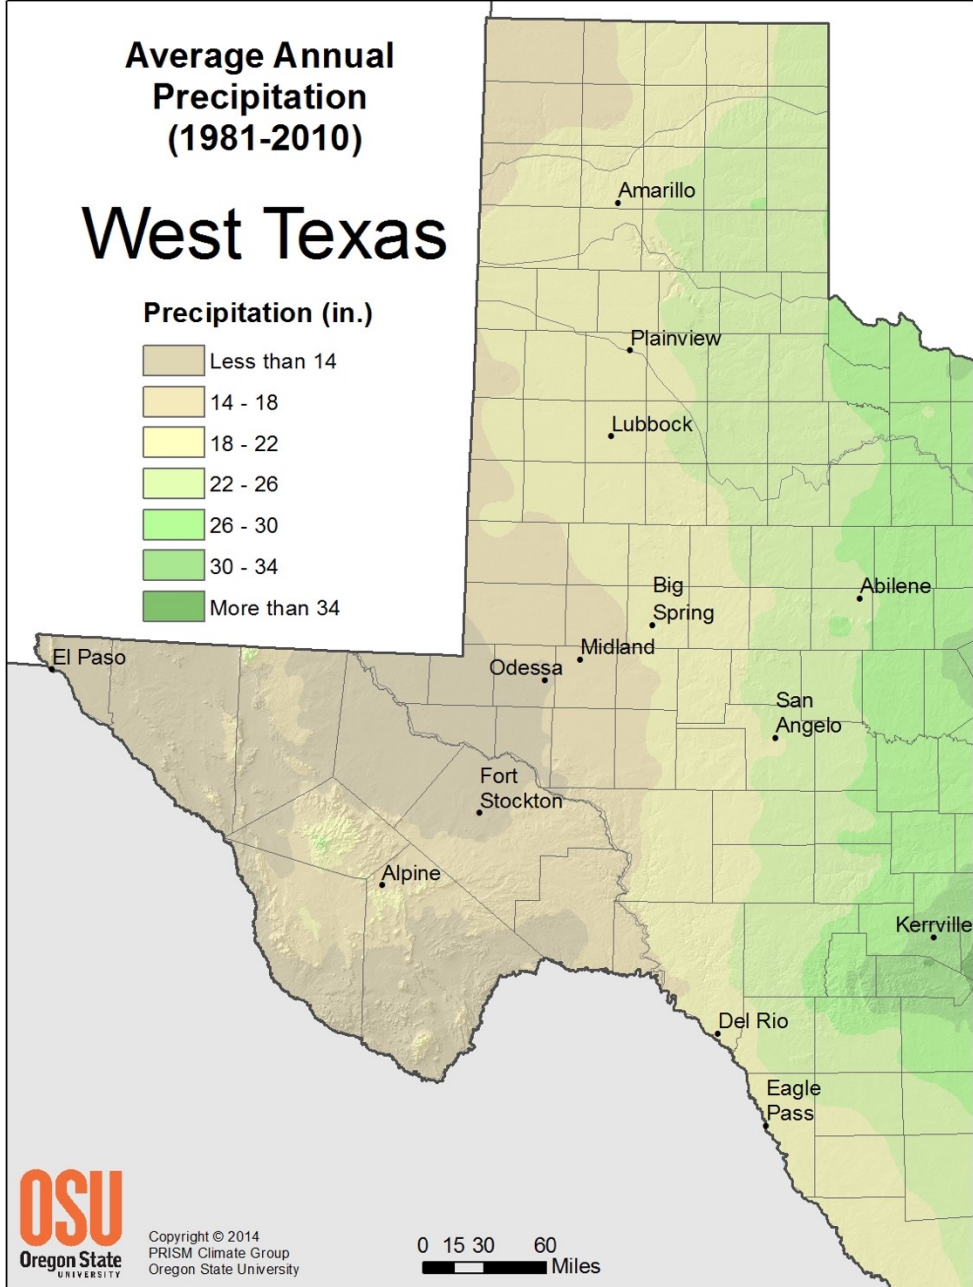 Average Annual
Precipitation
(1981-2010)
West Texas
Precipitation (in.)
Less than 14
14 - 18
18 - 22
22 - 26
26 - 30
30 - 34
More than 34
Amarillo
Plainview
Lubbock
Big
Spring
Abilene
El Paso
Midland
Odessa
San
Angelo
Fort
Stockton
Alpine
Kerrville
Del Rio
Eagle
Pass
OSU
Oregon State
UNIVERSITY
Copyright © 2014
PRISM Climate Group
Oregon State University
0 15 30 60
Miles